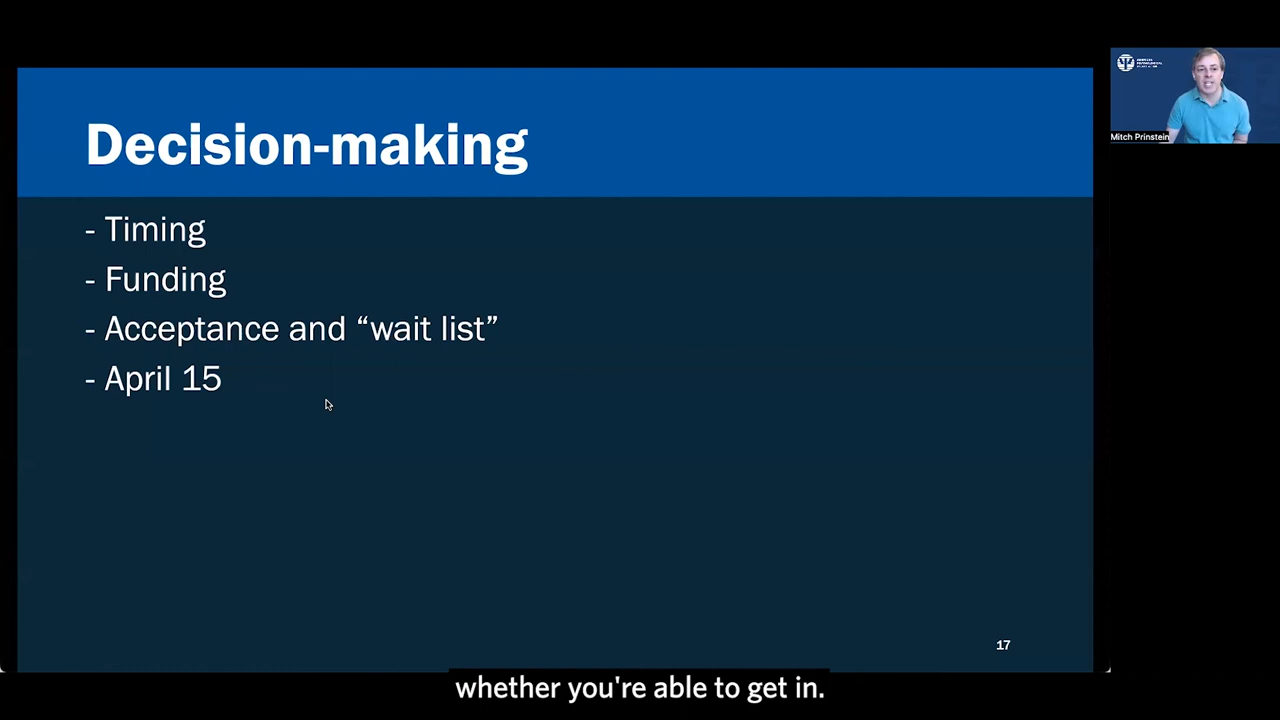 Decision-making
- Timing
- Funding
- Acceptance and “wait list”
- April 15
17
Mitch Prinstein
whether you're able to get in.